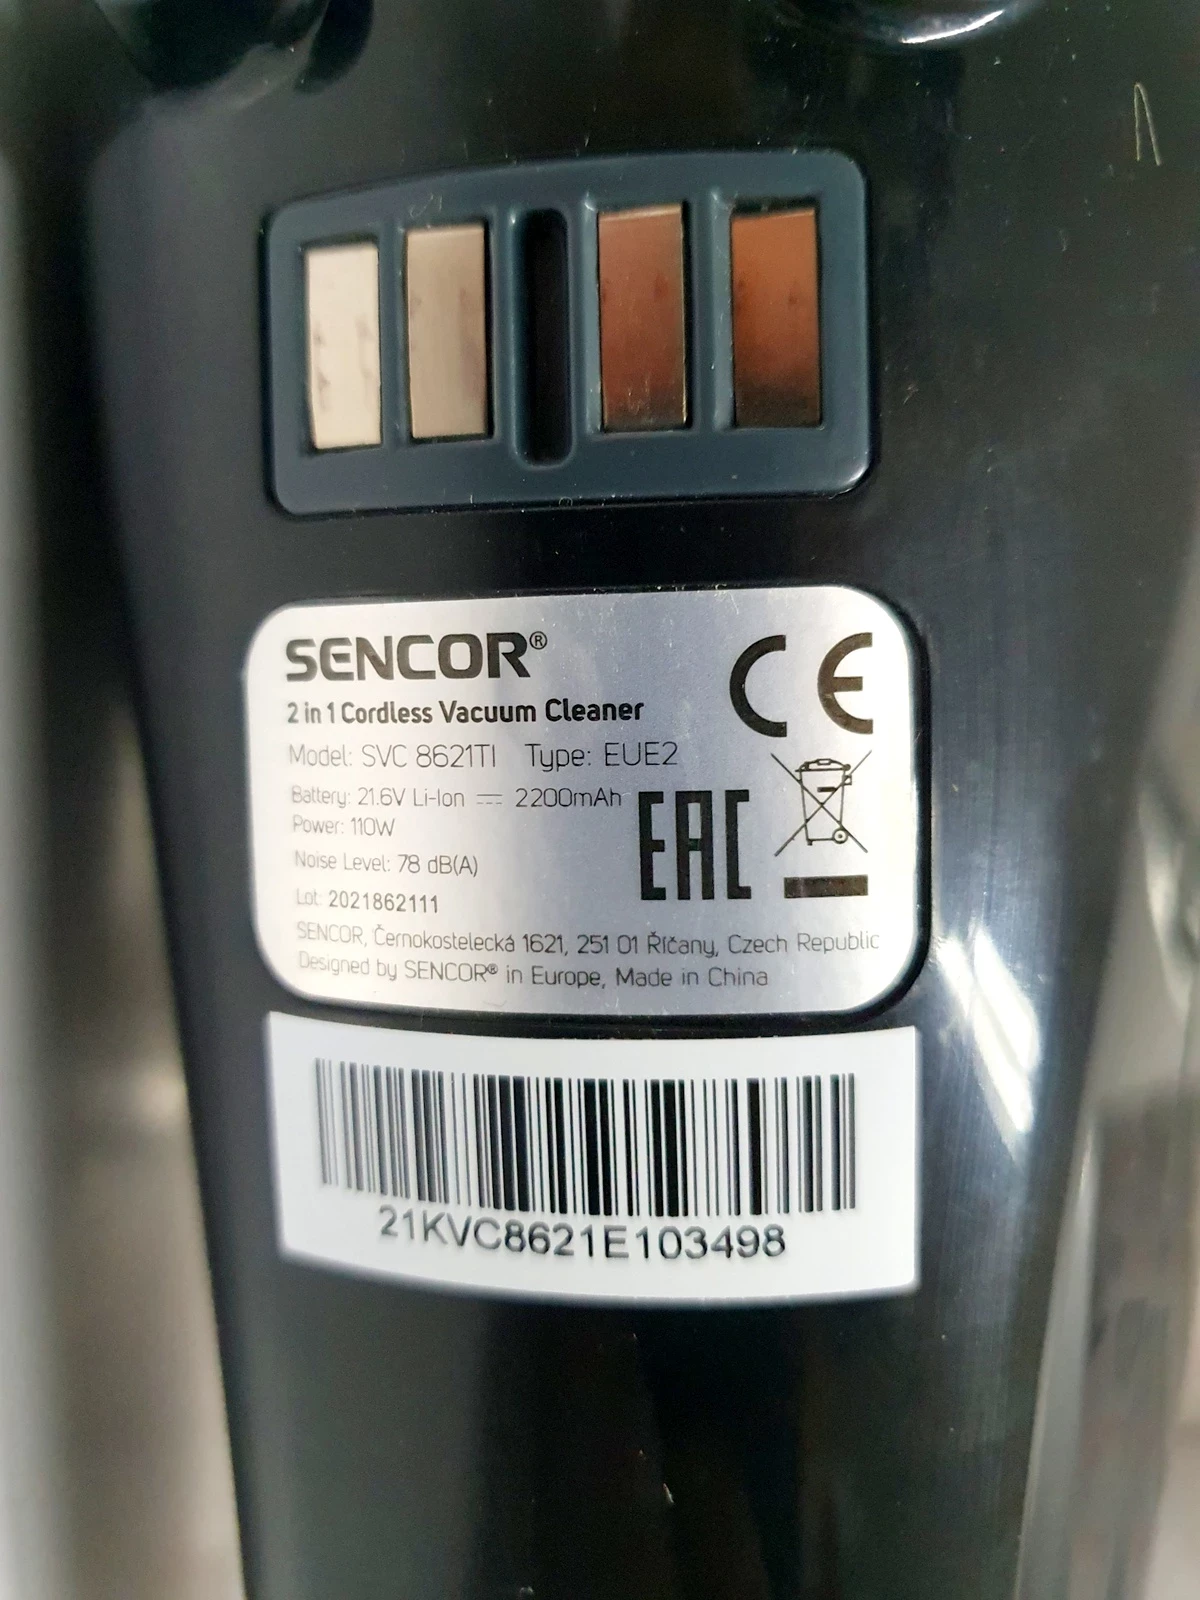 SENCOR®
2 in 1 Cordless Vacuum Cleaner
CE
Model: SVC 8621TI Type: EUE2
Battery: 21.6V Li-Ion ⎓ 2200mAh
Power: 110W
EAC
Noise Level: 78 dB(A)
Lot: 2021862111
SENCOR, Černokostelecká 1621, 251 01 Říčany, Czech Republic
Designed by SENCOR® in Europe, Made in China
21KVC8621E103498